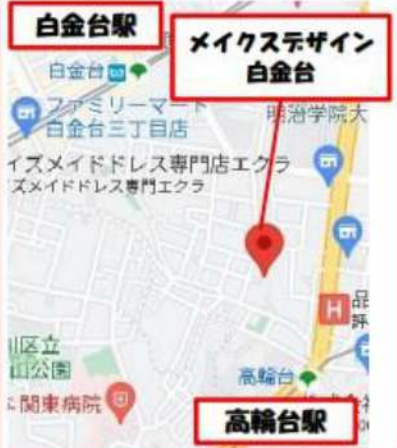 白金台駅
メイクスデザイン
白金台
白金台
ファミリーマート
白金台三丁目店
明治学院大
イズメイドドレス専門店エクラ
ズメイドドレス専門エクラ
H
品
評
川区立
山公園
高輪台
関東病院
高輪台駅